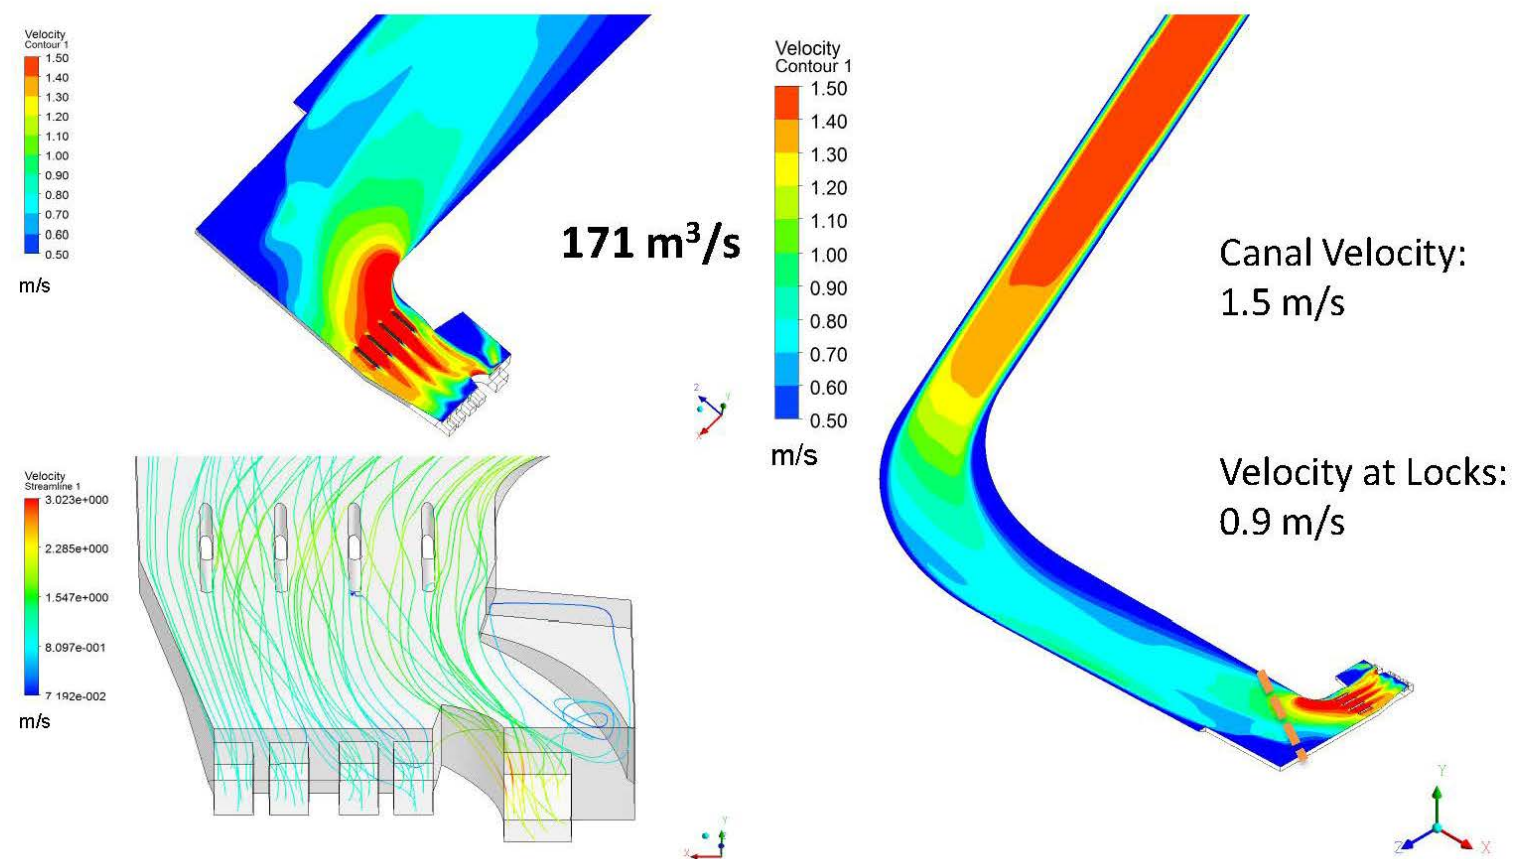 Velocity
Contour 1
1.50
1.40
1.30
1.20
1.10
1.00
0.90
0.80
0.70
0.60
0.50
m/s
171 m³/s
Z
Y
X
Velocity
Streamline 1
3.023e+000
2.285e+000
1.547e+000
8.097e-001
7.192e-002
m/s
Y
X
Velocity
Contour 1
1.50
1.40
1.30
1.20
1.10
1.00
0.90
0.80
0.70
0.60
0.50
m/s
Canal Velocity:
1.5 m/s
Velocity at Locks:
0.9 m/s
Y
Z
X